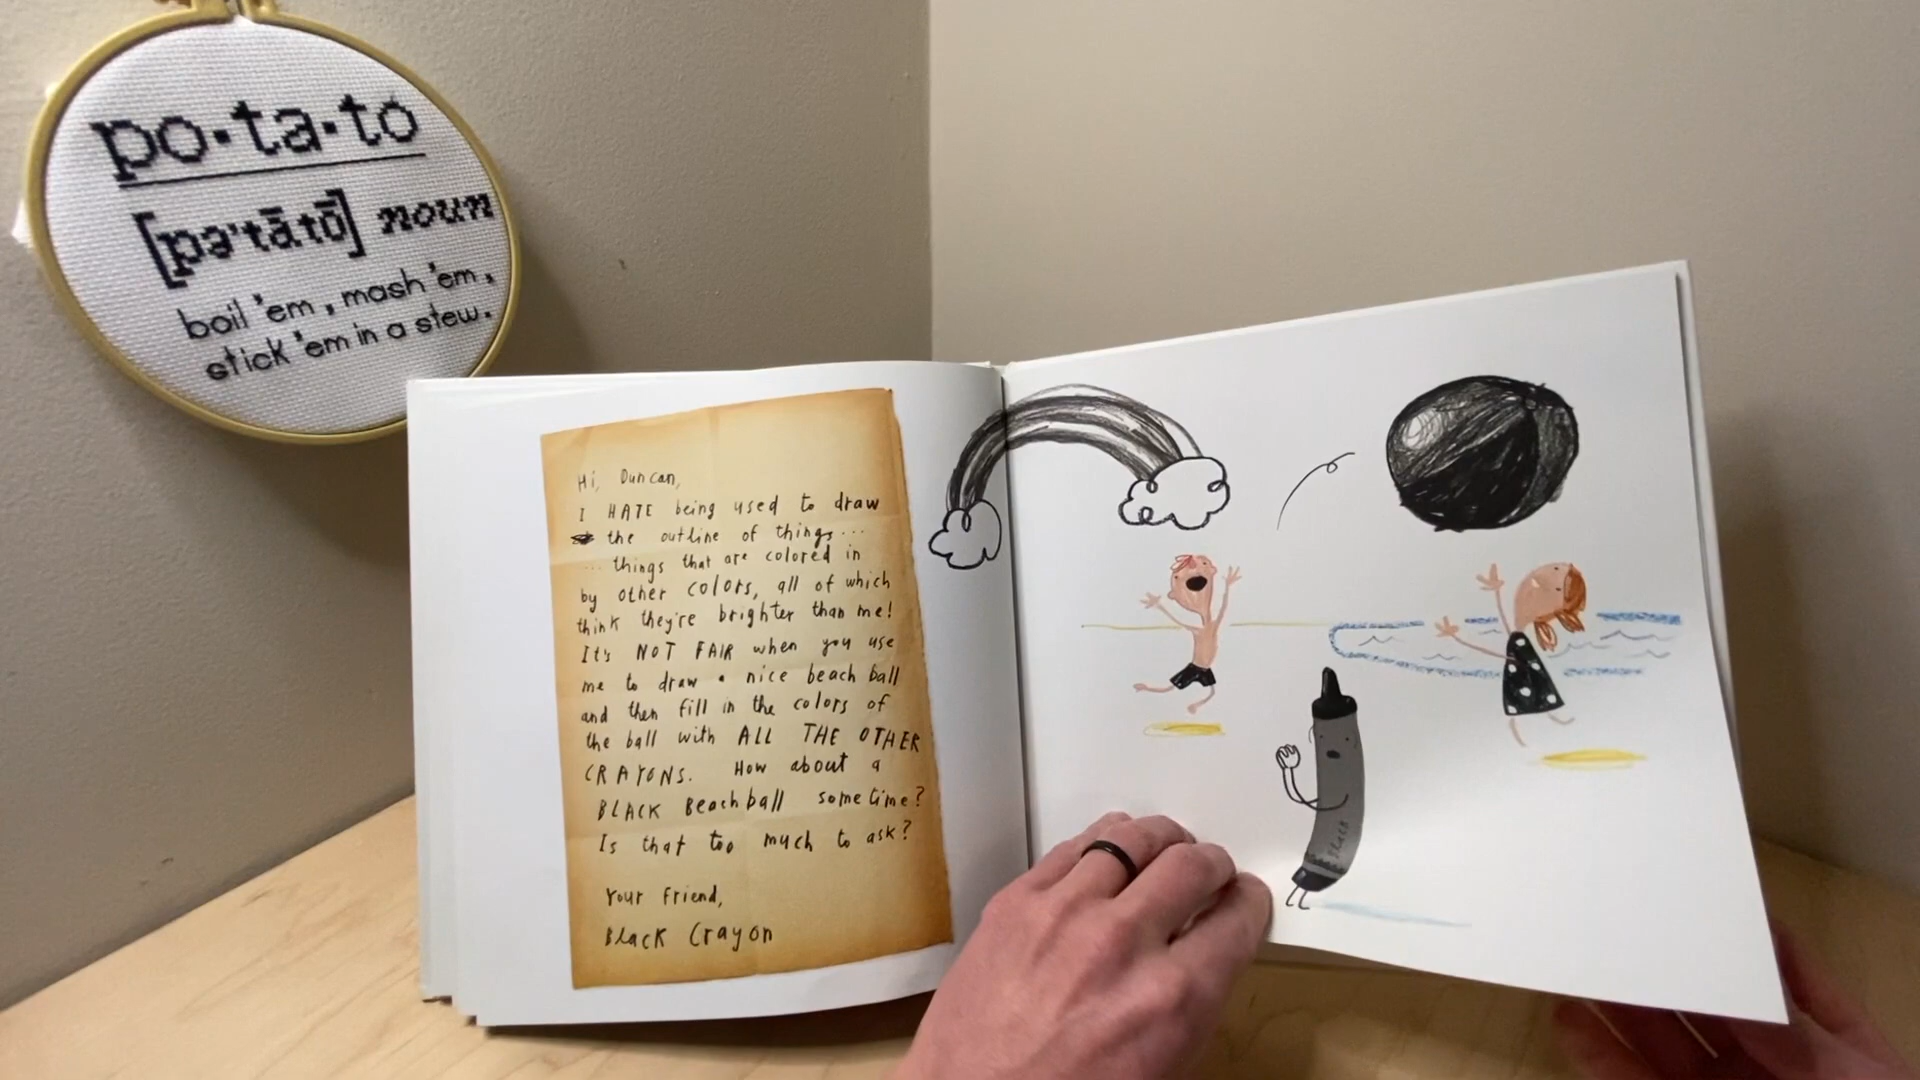 po·ta·to
[pə'tātō] noun
boil 'em, mash 'em,
stick 'em in a stew.
Hi, Duncan,
I HATE being used to draw
the outline of things...
... things that are colored in
by other colors, all of which
think they're brighter than me!
It's NOT FAIR when you use
me to draw a nice beach ball
and then fill in the colors of
the ball with ALL THE OTHER
CRAYONS. How about a
BLACK Beachball sometime?
Is that too much to ask?
Your friend,
Black Crayon
Black